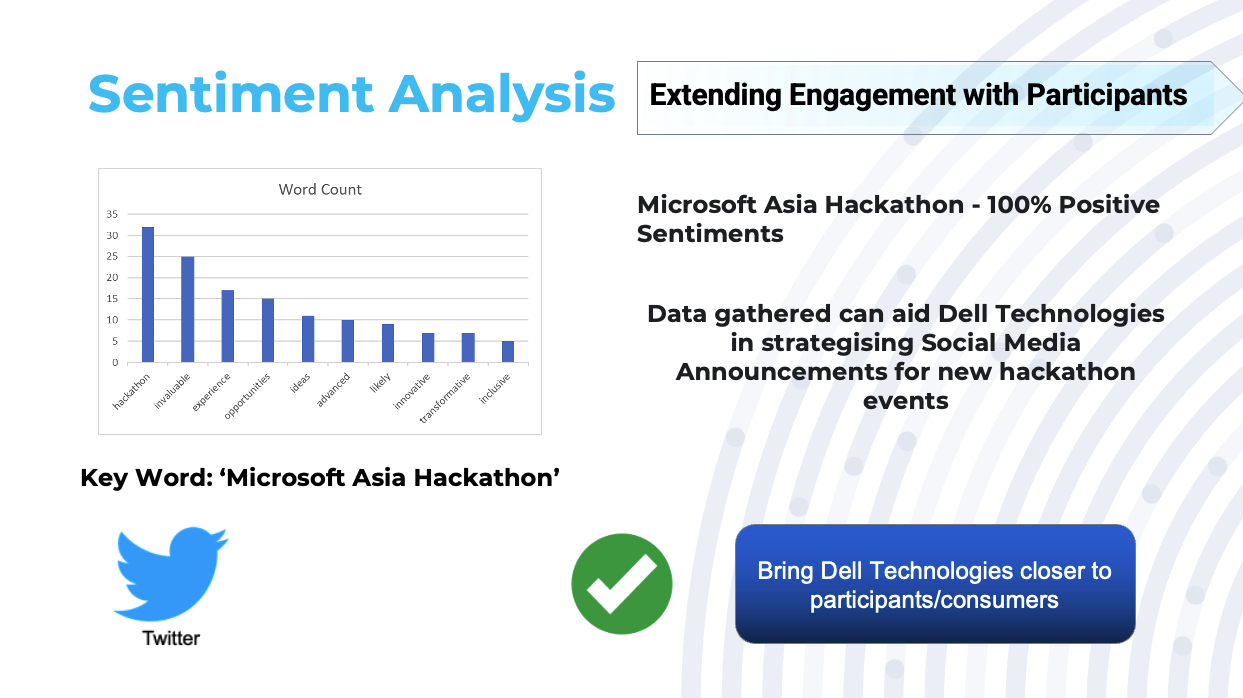 Sentiment Analysis
Extending Engagement with Participants
Word Count
35
30
25
20
15
10
5
0
hackathon
invaluable
experience
opportunities
ideas
advanced
likely
innovative
transformative
inclusive
Key Word: ‘Microsoft Asia Hackathon’
Twitter
Microsoft Asia Hackathon - 100% Positive
Sentiments
Data gathered can aid Dell Technologies
in strategising Social Media
Announcements for new hackathon
events
Bring Dell Technologies closer to
participants/consumers